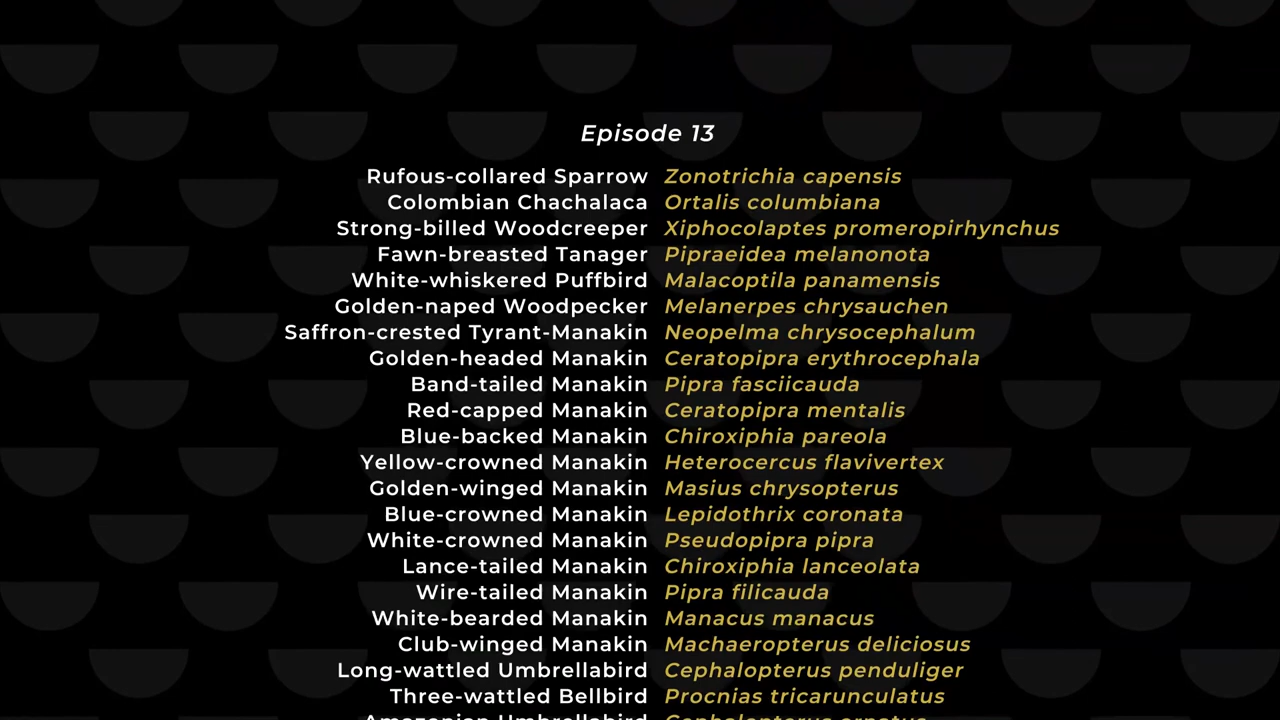 Episode 13
Rufous-collared Sparrow Zonotrichia capensis
Colombian Chachalaca Ortalis columbiana
Strong-billed Woodcreeper Xiphocolaptes promeropirhynchus
Fawn-breasted Tanager Pipraeidea melanonota
White-whiskered Puffbird Malacoptila panamensis
Golden-naped Woodpecker Melanerpes chrysauchen
Saffron-crested Tyrant-Manakin Neopelma chrysocephalum
Golden-headed Manakin Ceratopipra erythrocephala
Band-tailed Manakin Pipra fasciicauda
Red-capped Manakin Ceratopipra mentalis
Blue-backed Manakin Chiroxiphia pareola
Yellow-crowned Manakin Heterocercus flavivertex
Golden-winged Manakin Masius chrysopterus
Blue-crowned Manakin Lepidothrix coronata
White-crowned Manakin Pseudopipra pipra
Lance-tailed Manakin Chiroxiphia lanceolata
Wire-tailed Manakin Pipra filicauda
White-bearded Manakin Manacus manacus
Club-winged Manakin Machaeropterus deliciosus
Long-wattled Umbrellabird Cephalopterus penduliger
Three-wattled Bellbird Procnias tricarunculatus
Amazonian Umbrellabird Cephalopterus ornatus